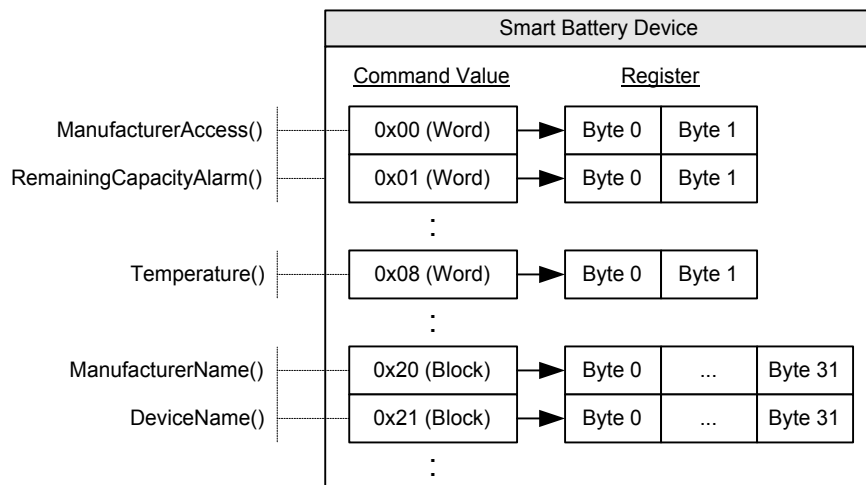 Smart Battery Device
Command Value Register
ManufacturerAccess() 0x00 (Word) Byte 0 Byte 1
RemainingCapacityAlarm() 0x01 (Word) Byte 0 Byte 1
:
Temperature() 0x08 (Word) Byte 0 Byte 1
:
ManufacturerName() 0x20 (Block) Byte 0 ... Byte 31
DeviceName() 0x21 (Block) Byte 0 ... Byte 31
: